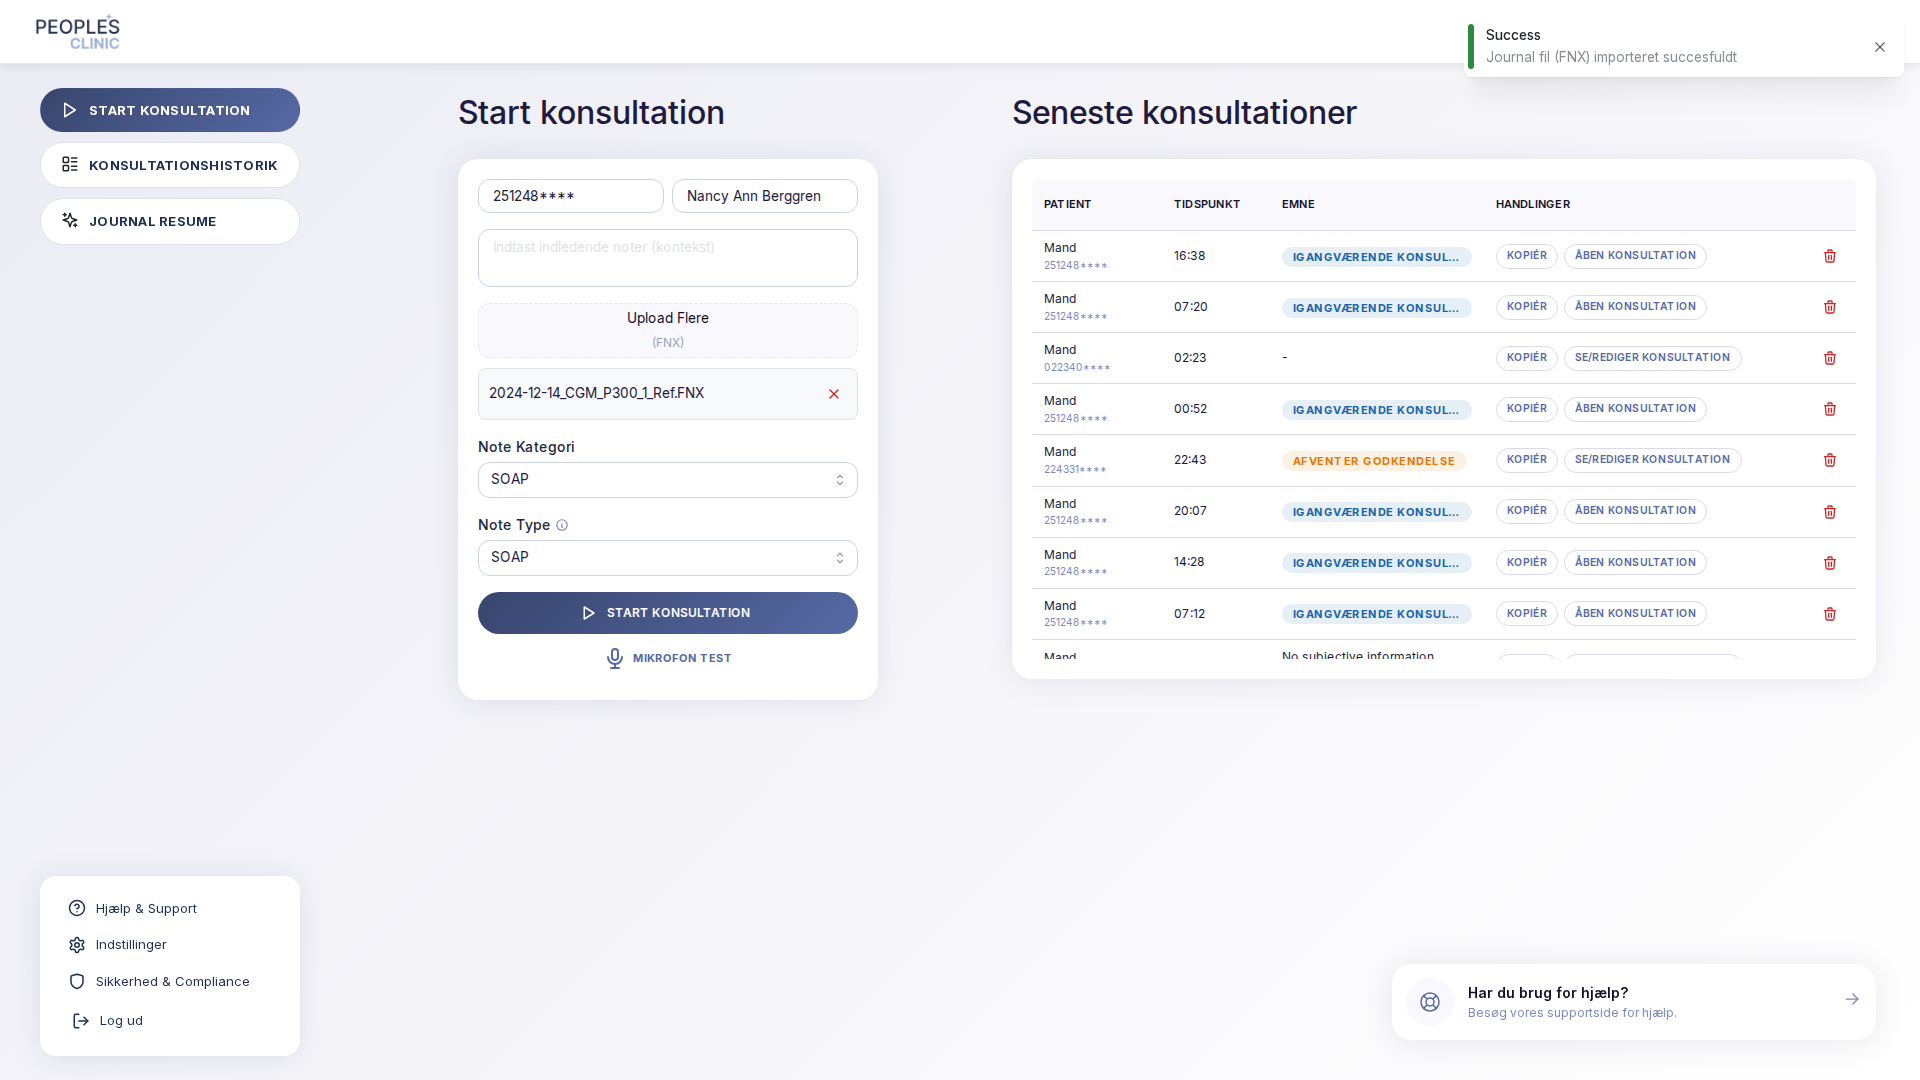 PEOPLES
CLINIC
Success
Journal fil (FNX) importeret succesfuldt
START KONSULTATION
KONSULTATIONSHISTORIK
JOURNAL RESUME
Start konsultation
251248****
Nancy Ann Berggren
Indtast indledende noter (kontekst)
Upload Flere
(FNX)
2024-12-14_CGM_P300_1_Ref.FNX
Note Kategori
SOAP
Note Type
SOAP
START KONSULTATION
MIKROFON TEST
Seneste konsultationer
PATIENT TIDSPUNKT EMNE HANDLINGER
Mand
251248****
16:38
IGANGVÆRENDE KONSUL...
KOPIÉR
ÅBEN KONSULTATION
Mand
251248****
07:20
IGANGVÆRENDE KONSUL...
KOPIÉR
ÅBEN KONSULTATION
Mand
022340****
02:23
-
KOPIÉR
SE/REDIGER KONSULTATION
Mand
251248****
00:52
IGANGVÆRENDE KONSUL...
KOPIÉR
ÅBEN KONSULTATION
Mand
224331****
22:43
AFVENTER GODKENDELSE
KOPIÉR
SE/REDIGER KONSULTATION
Mand
251248****
20:07
IGANGVÆRENDE KONSUL...
KOPIÉR
ÅBEN KONSULTATION
Mand
251248****
14:28
IGANGVÆRENDE KONSUL...
KOPIÉR
ÅBEN KONSULTATION
Mand
251248****
07:12
IGANGVÆRENDE KONSUL...
KOPIÉR
ÅBEN KONSULTATION
Mand
No subjective information
Hjælp & Support
Indstillinger
Sikkerhed & Compliance
Log ud
Har du brug for hjælp?
Besøg vores supportside for hjælp.